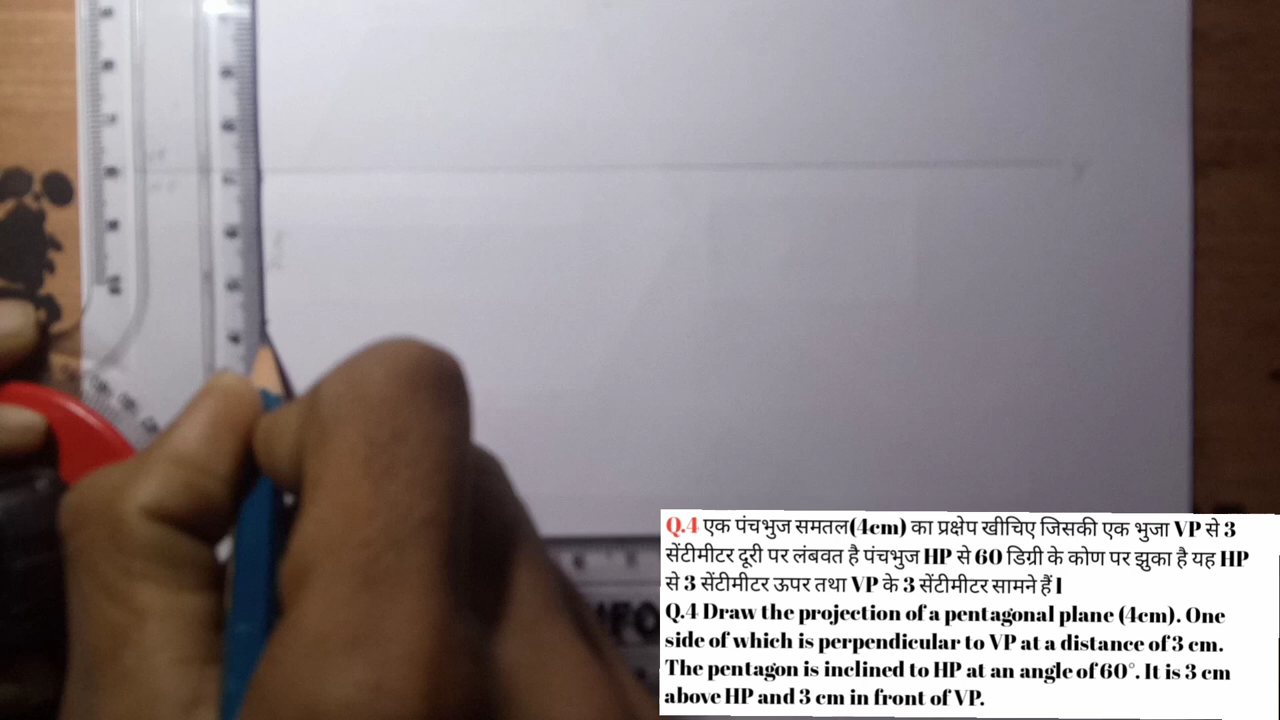 Q.4 एक पंचभुज समतल(4cm) का प्रक्षेप खीचिए जिसकी एक भुजा VP से 3
सेंटीमीटर दूरी पर लंबवत है पंचभुज HP से 60 डिग्री के कोण पर झुका है यह HP
से 3 सेंटीमीटर ऊपर तथा VP के 3 सेंटीमीटर सामने हैं l
Q.4 Draw the projection of a pentagonal plane (4cm). One
side of which is perpendicular to VP at a distance of 3 cm.
The pentagon is inclined to HP at an angle of 60°. It is 3 cm
above HP and 3 cm in front of VP.